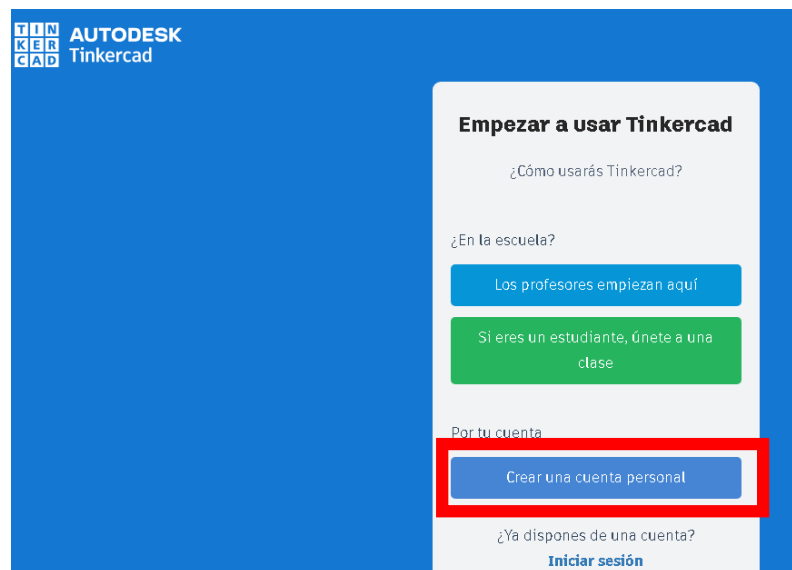 TIN
KER
CAD
AUTODESK
Tinkercad
Empezar a usar Tinkercad
¿Cómo usarás Tinkercad?
¿En la escuela?
Los profesores empiezan aquí
Si eres un estudiante, únete a una
clase
Por tu cuenta
Crear una cuenta personal
¿Ya dispones de una cuenta?
Iniciar sesión